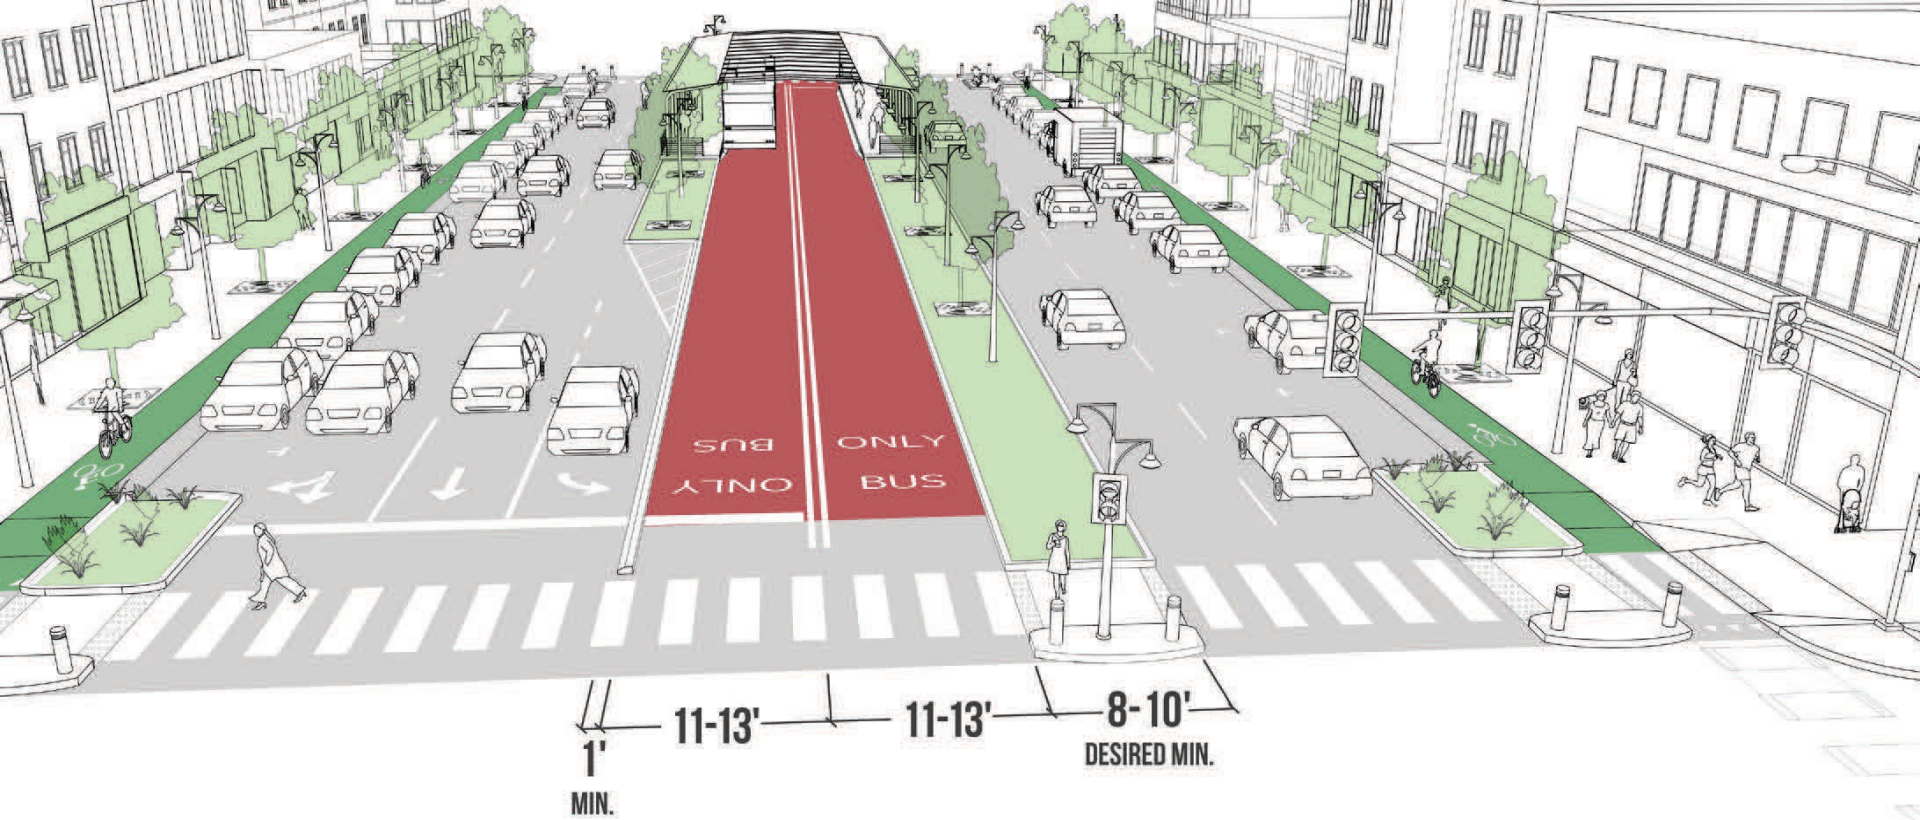 BUS
ONLY
ONLY
BUS
11-13'
11-13'
8-10'
DESIRED MIN.
1'
MIN.